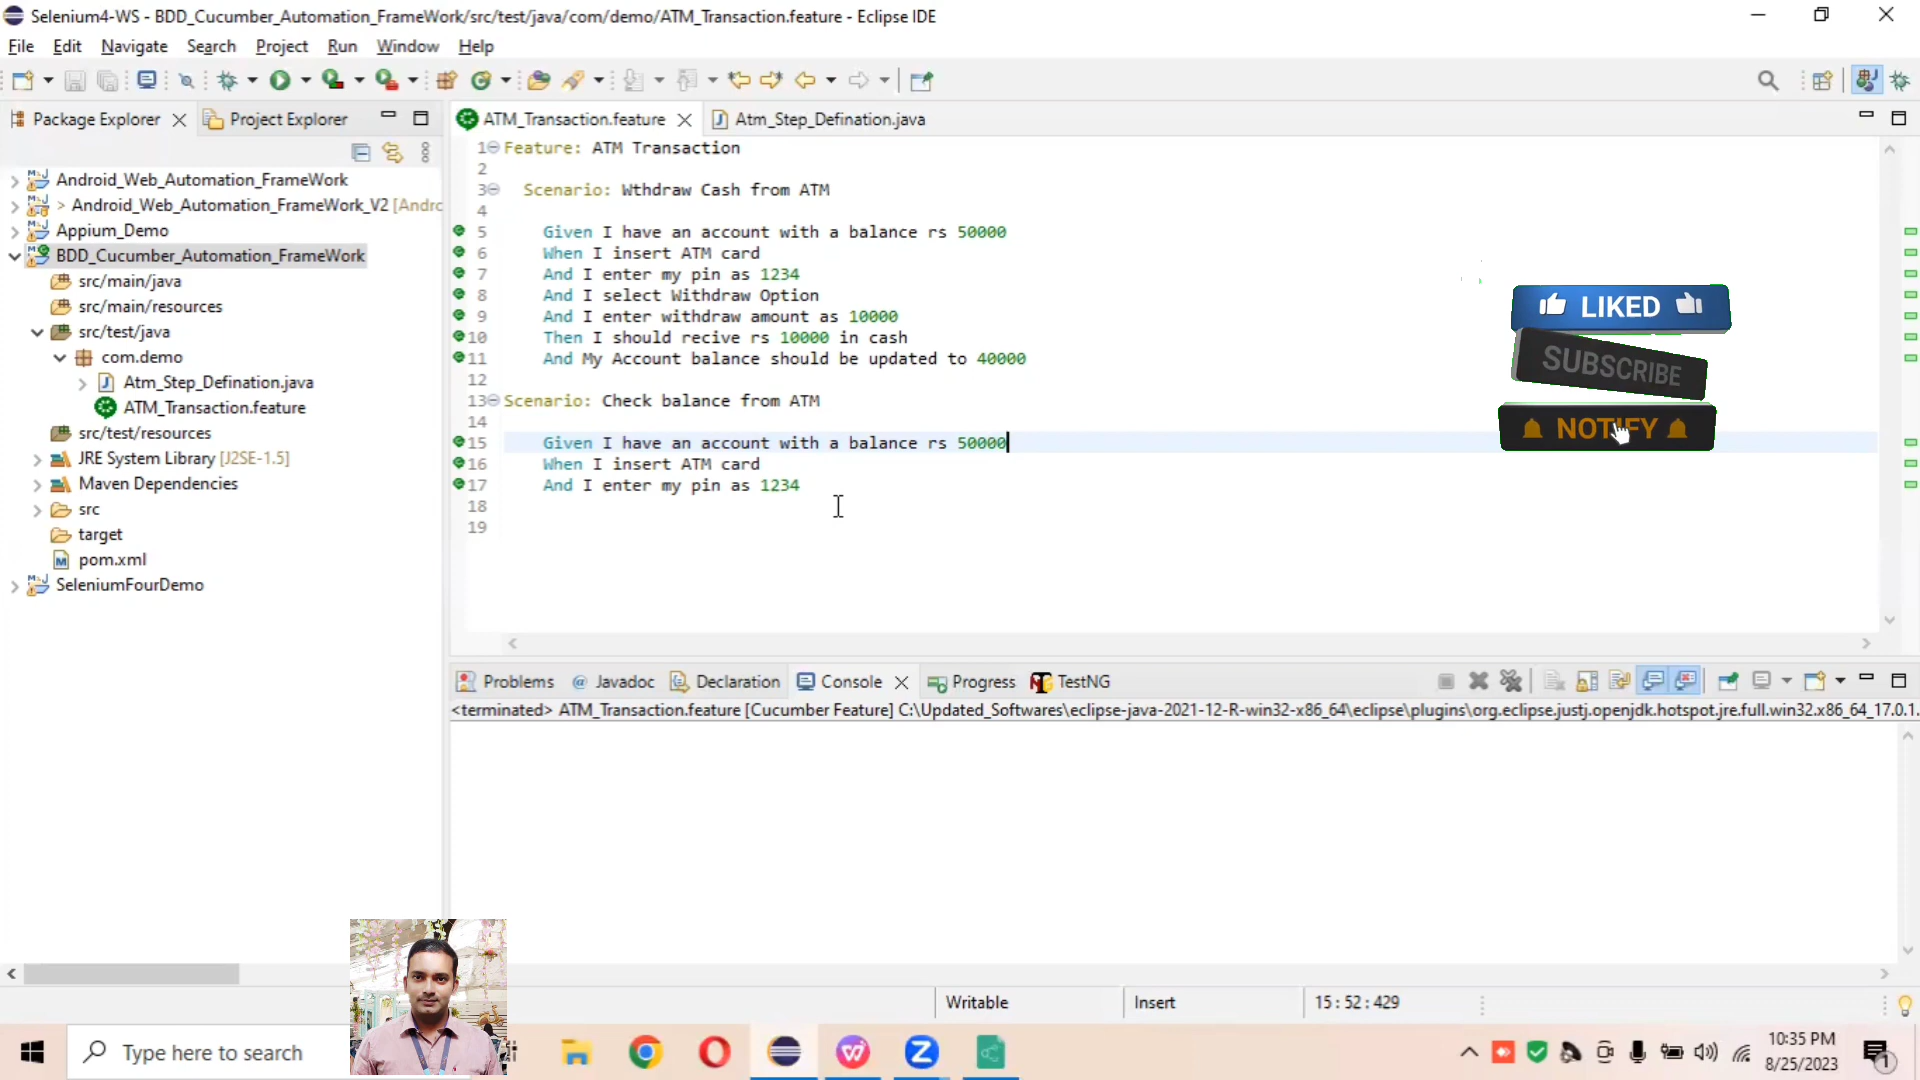 Selenium4-WS - BDD_Cucumber_Automation_FrameWork/src/test/java/com/demo/ATM_Transaction.feature - Eclipse IDE
File Edit Navigate Search Project Run Window Help
Package Explorer Project Explorer
ATM_Transaction.feature Atm_Step_Defination.java
Android_Web_Automation_FrameWork
> Android_Web_Automation_FrameWork_V2 [Andro
Appium_Demo
BDD_Cucumber_Automation_FrameWork
src/main/java
src/main/resources
src/test/java
com.demo
Atm_Step_Defination.java
ATM_Transaction.feature
src/test/resources
JRE System Library [J2SE-1.5]
Maven Dependencies
src
target
pom.xml
SeleniumFourDemo
1 Feature: ATM Transaction
2
3 Scenario: Wthdraw Cash from ATM
4
5 Given I have an account with a balance rs 50000
6 When I insert ATM card
7 And I enter my pin as 1234
8 And I select Withdraw Option
9 And I enter withdraw amount as 10000
10 Then I should recive rs 10000 in cash
11 And My Account balance should be updated to 40000
12
13 Scenario: Check balance from ATM
14
15 Given I have an account with a balance rs 50000
16 When I insert ATM card
17 And I enter my pin as 1234
18
19
LIKED
SUBSCRIBE
NOTIFY
Problems @ Javadoc Declaration Console Progress TestNG
<terminated> ATM_Transaction.feature [Cucumber Feature] C:\Updated_Softwares\eclipse-java-2021-12-R-win32-x86_64\eclipse\plugins\org.eclipse.justj.openjdk.hotspot.jre.full.win32.x86_64_17.0.1.
Writable Insert 15 : 52 : 429
Type here to search
10:35 PM
8/25/2023
1